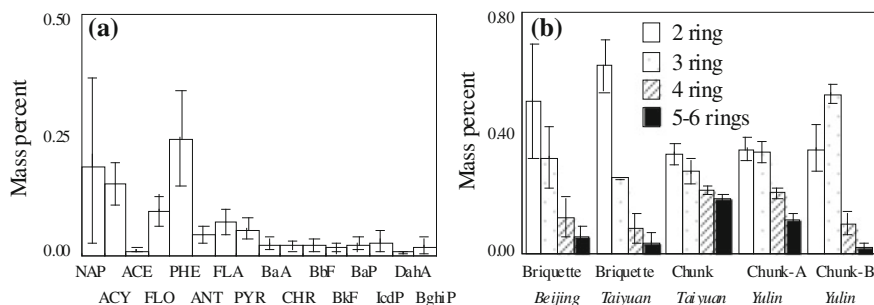 (a)
0.50
0.25
0.00
Mass percent
NAP ACE PHE FLA BaA BbF BaP DahA
ACY FLO ANT PYR CHR BkF IcdP BghiP
(b)
0.80
0.40
0.00
Mass percent
2 ring
3 ring
4 ring
5-6 rings
Briquette Briquette Chunk Chunk-A Chunk-B
Beijing Taiyuan Taiyuan Yulin Yulin